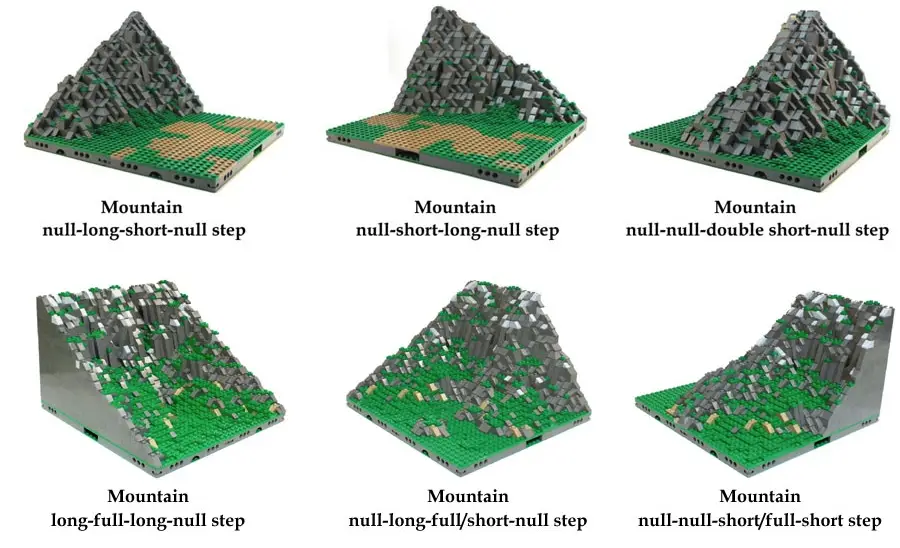 Mountain
null-long-short-null step
Mountain
null-short-long-null step
Mountain
null-null-double short-null step
Mountain
long-full-long-null step
Mountain
null-long-full/short-null step
Mountain
null-null-short/full-short step